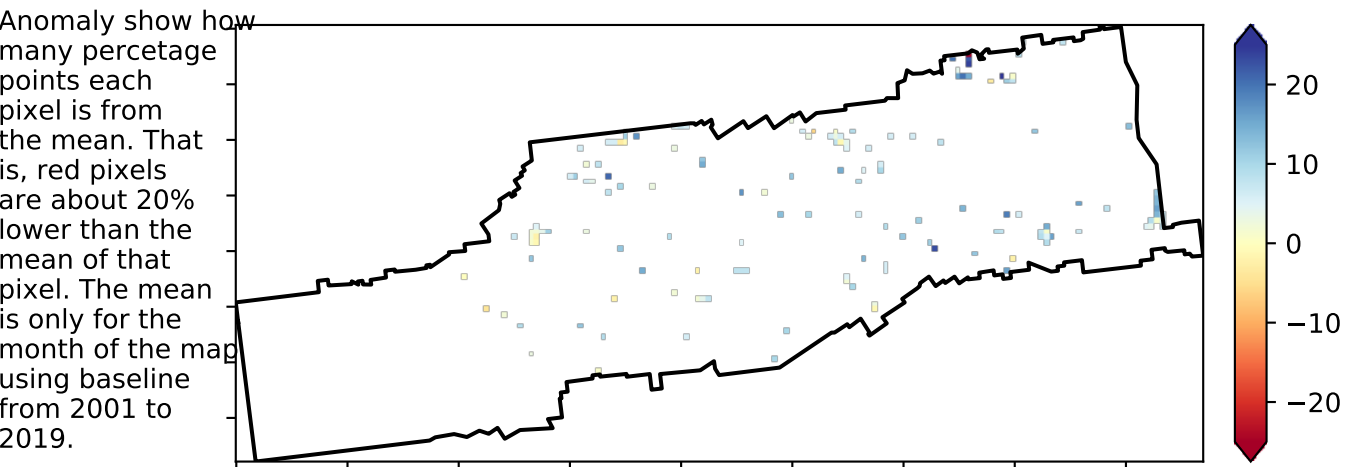 Anomaly show how
many percetage
points each
pixel is from
the mean. That
is, red pixels
are about 20%
lower than the
mean of that
pixel. The mean
is only for the
month of the map
using baseline
from 2001 to
2019.
20
10
0
−10
−20